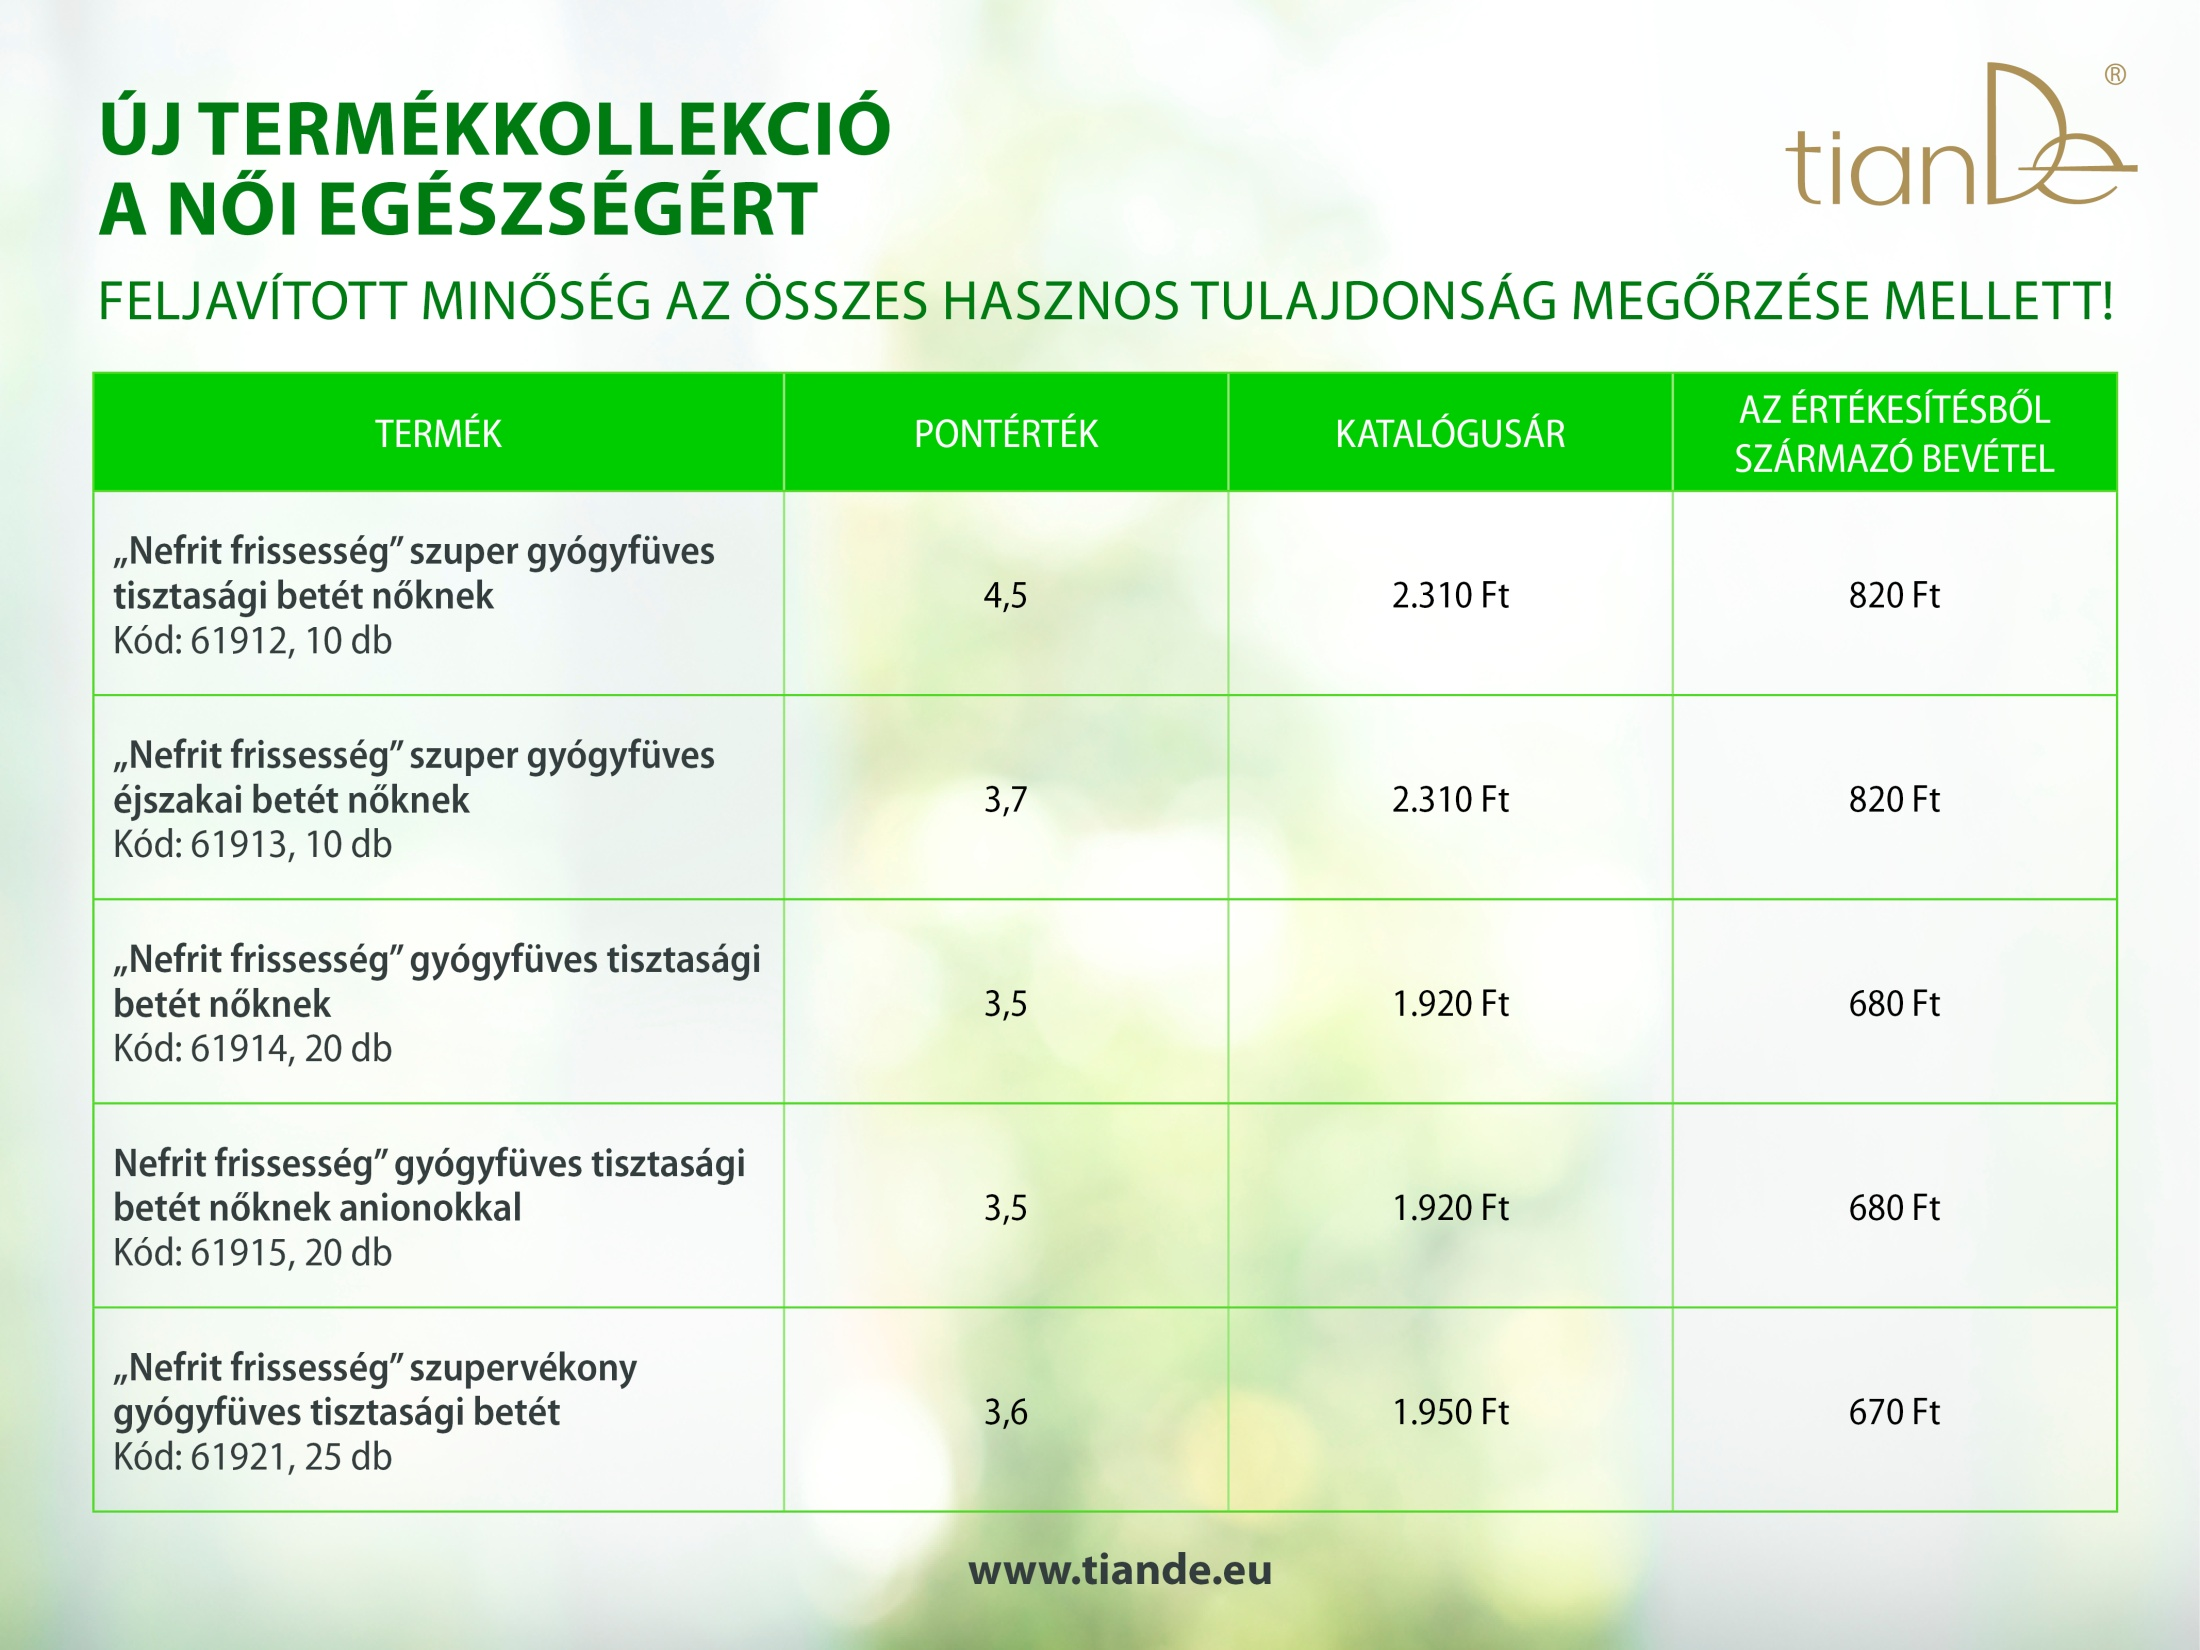 ÚJ TERMÉKKOLLEKCIÓ
A NŐI EGÉSZSÉGÉRT
tianDe®
FELJAVÍTOTT MINŐSÉG AZ ÖSSZES HASZNOS TULAJDONSÁG MEGŐRZÉSE MELLETT!
TERMÉK
PONTÉRTÉK
KATALÓGUSÁR
AZ ÉRTÉKESÍTÉSBŐL
SZÁRMAZÓ BEVÉTEL
„Nefrit frissesség” szuper gyógyfüves
tisztasági betét nőknek
Kód: 61912, 10 db
4,5
2.310 Ft
820 Ft
„Nefrit frissesség” szuper gyógyfüves
éjszakai betét nőknek
Kód: 61913, 10 db
3,7
2.310 Ft
820 Ft
„Nefrit frissesség” gyógyfüves tisztasági
betét nőknek
Kód: 61914, 20 db
3,5
1.920 Ft
680 Ft
Nefrit frissesség” gyógyfüves tisztasági
betét nőknek anionokkal
Kód: 61915, 20 db
3,5
1.920 Ft
680 Ft
„Nefrit frissesség” szupervékony
gyógyfüves tisztasági betét
Kód: 61921, 25 db
3,6
1.950 Ft
670 Ft
www.tiande.eu